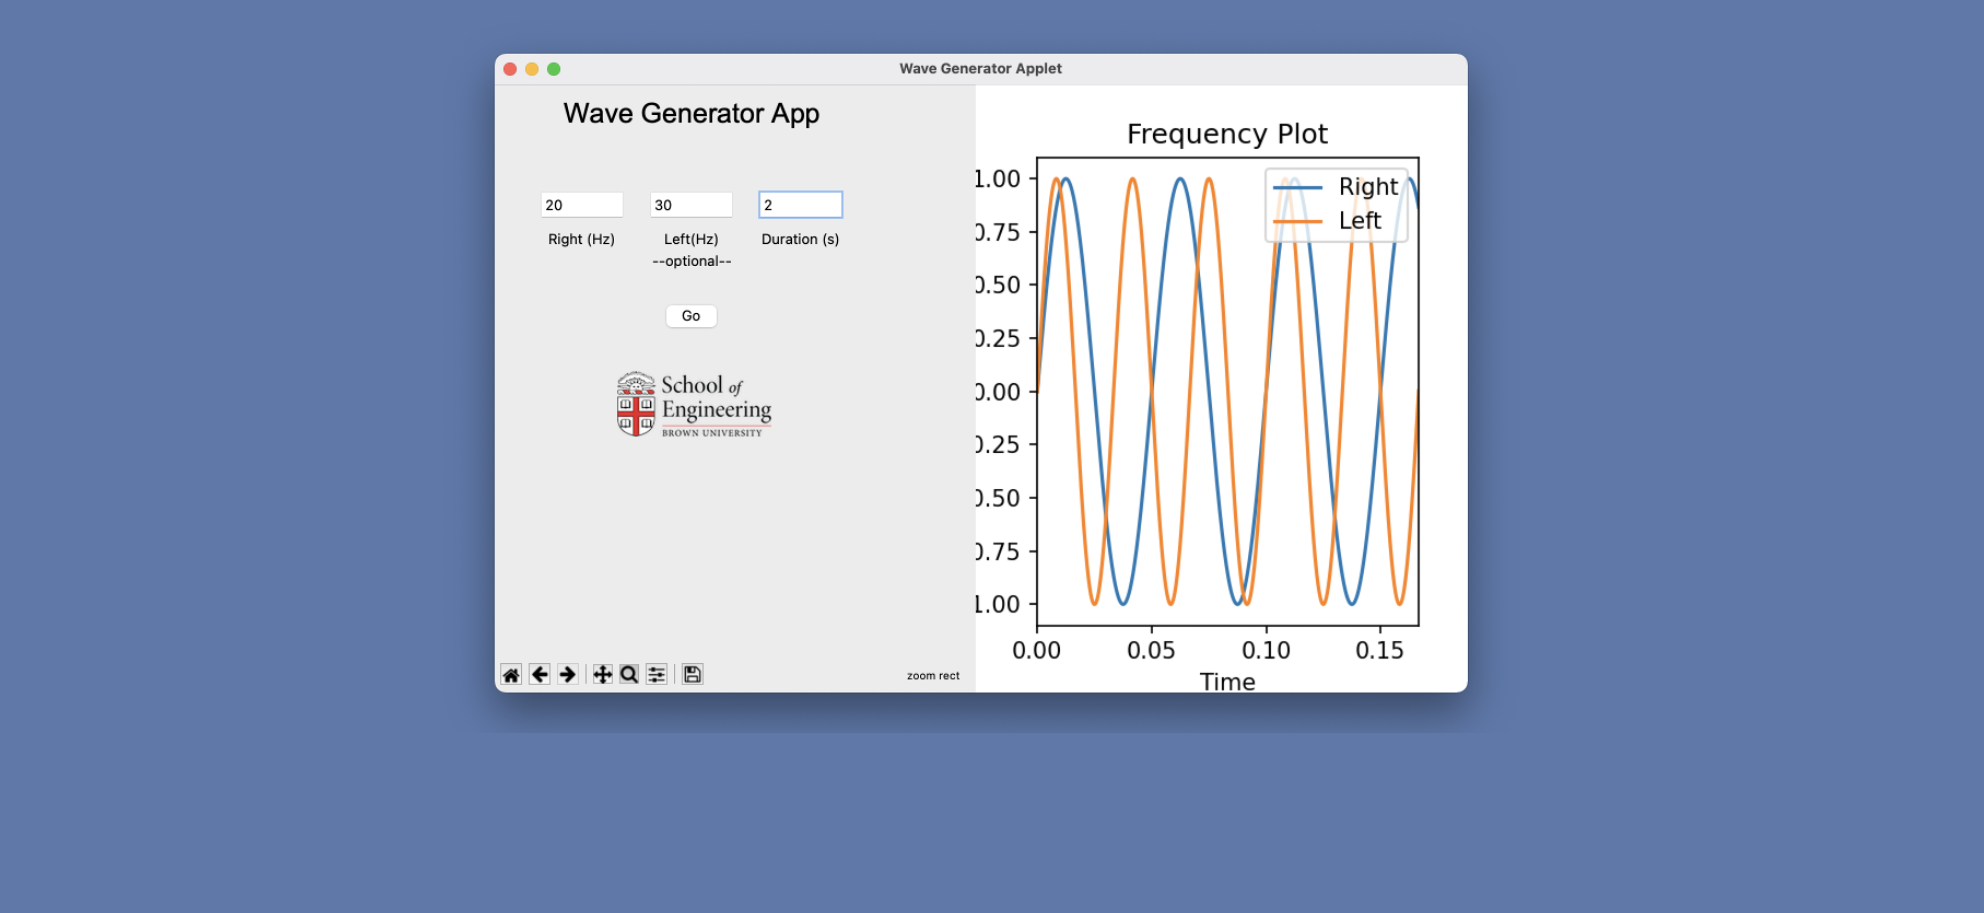 Wave Generator Applet
Wave Generator App
20
30
2
Right (Hz)
Left(Hz)
Duration (s)
--optional--
Go
School of
Engineering
BROWN UNIVERSITY
zoom rect
Frequency Plot
Right
Left
1.00
0.75
0.50
0.25
0.00
0.25
0.50
0.75
1.00
0.00
0.05
0.10
0.15
Time